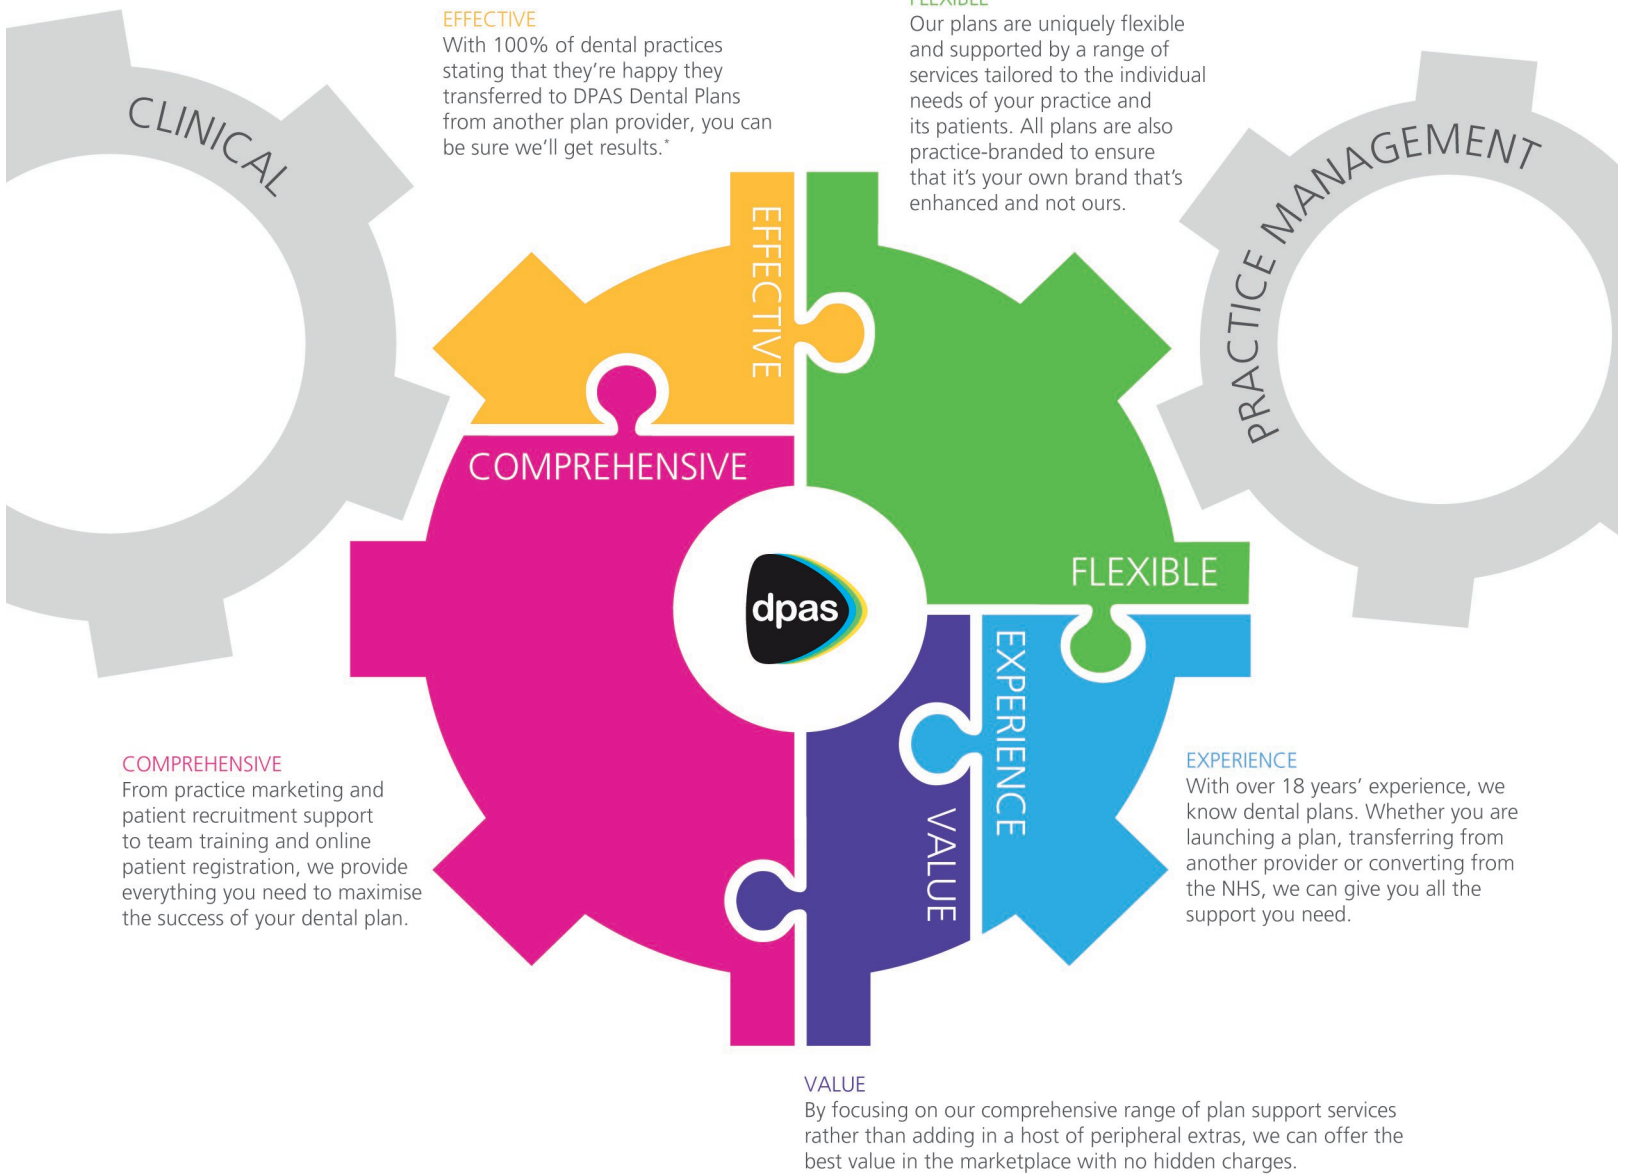 EFFECTIVE
With 100% of dental practices
stating that they're happy they
transferred to DPAS Dental Plans
from another plan provider, you can
be sure we'll get results.*
FLEXIBLE
Our plans are uniquely flexible
and supported by a range of
services tailored to the individual
needs of your practice and
its patients. All plans are also
practice-branded to ensure
that it's your own brand that's
enhanced and not ours.
CLINICAL
PRACTICE MANAGEMENT
EFFECTIVE
COMPREHENSIVE
FLEXIBLE
dpas
EXPERIENCE
VALUE
COMPREHENSIVE
From practice marketing and
patient recruitment support
to team training and online
patient registration, we provide
everything you need to maximise
the success of your dental plan.
EXPERIENCE
With over 18 years' experience, we
know dental plans. Whether you are
launching a plan, transferring from
another provider or converting from
the NHS, we can give you all the
support you need.
VALUE
By focusing on our comprehensive range of plan support services
rather than adding in a host of peripheral extras, we can offer the
best value in the marketplace with no hidden charges.